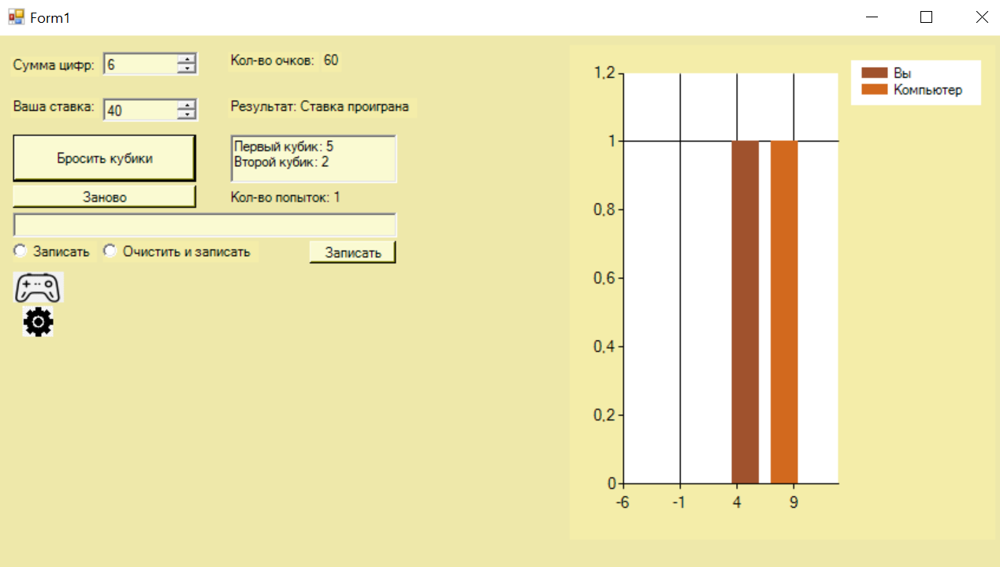 Form1
Сумма цифр: 6
Кол-во очков: 60
Ваша ставка: 40
Результат: Ставка проиграна
Бросить кубики
Первый кубик: 5
Второй кубик: 2
Заново
Кол-во попыток: 1
Записать
Очистить и записать
Записать
1,2
1
0,8
0,6
0,4
0,2
0
-6 -1 4 9
Вы
Компьютер